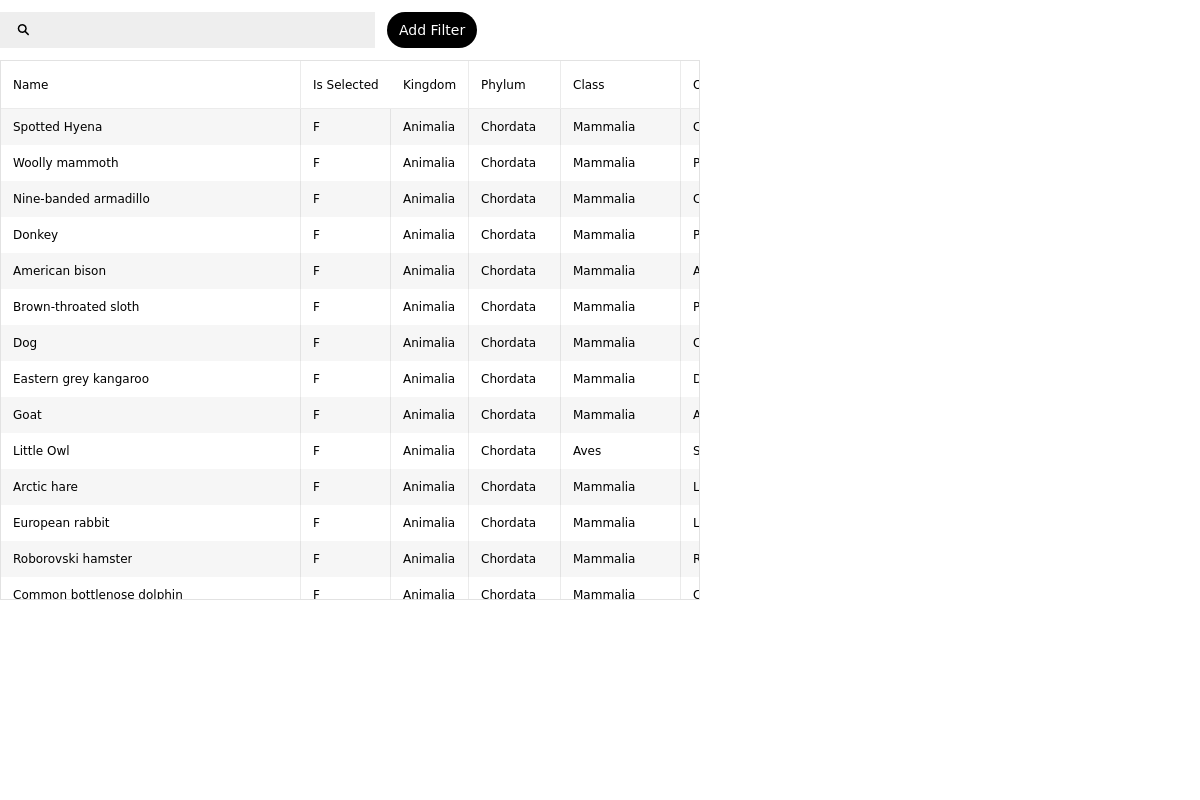 Add Filter
Name Is Selected Kingdom Phylum Class
Spotted Hyena F Animalia Chordata Mammalia
Woolly mammoth F Animalia Chordata Mammalia
Nine-banded armadillo F Animalia Chordata Mammalia
Donkey F Animalia Chordata Mammalia
American bison F Animalia Chordata Mammalia
Brown-throated sloth F Animalia Chordata Mammalia
Dog F Animalia Chordata Mammalia
Eastern grey kangaroo F Animalia Chordata Mammalia
Goat F Animalia Chordata Mammalia
Little Owl F Animalia Chordata Aves
Arctic hare F Animalia Chordata Mammalia
European rabbit F Animalia Chordata Mammalia
Roborovski hamster F Animalia Chordata Mammalia
Common bottlenose dolphin F Animalia Chordata Mammalia